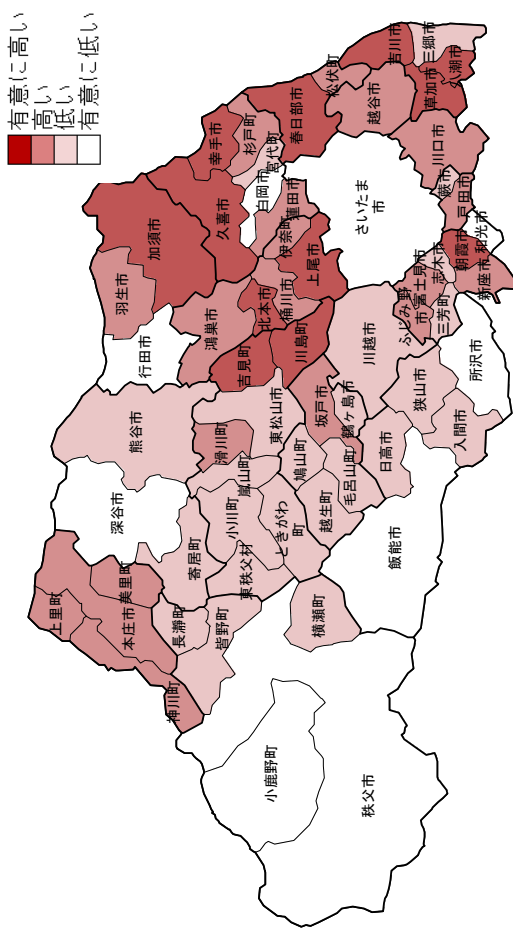 有意に高い
高い
低い
有意に低い
上里町
本庄市
美里町
神川町
深谷市
熊谷市
行田市
羽生市
加須市
寄居町
長瀞町
皆野町
小鹿野町
秩父市
横瀬町
東秩父村
小川町
嵐山町
滑川町
ときがわ
町
東松山市
吉見町
鴻巣市
北本市
桶川市
久喜市
幸手市
杉戸町
宮代町
白岡市
蓮田市
伊奈町
上尾市
春日部市
松伏町
越谷市
吉川市
三郷市
八潮市
草加市
川口市
さいたま
市
蕨市
戸田市
和光市
朝霞市
新座市
志木市
富士見市
ふじみ野
市
三芳町
川越市
川島町
坂戸市
鶴ヶ島市
鳩山町
毛呂山町
越生町
日高市
狭山市
入間市
所沢市
飯能市